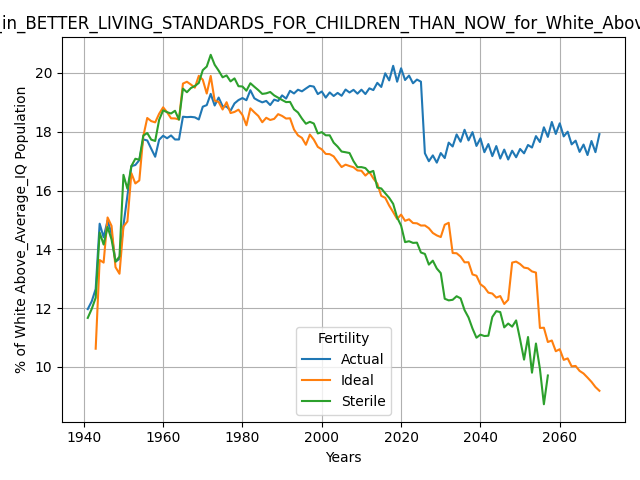 _in_BETTER_LIVING_STANDARDS_FOR_CHILDREN_THAN_NOW_for_White_Abov
% of White Above_Average_IQ Population
20
18
16
14
12
10
Fertility
Actual
Ideal
Sterile
1940 1960 1980 2000 2020 2040 2060
Years